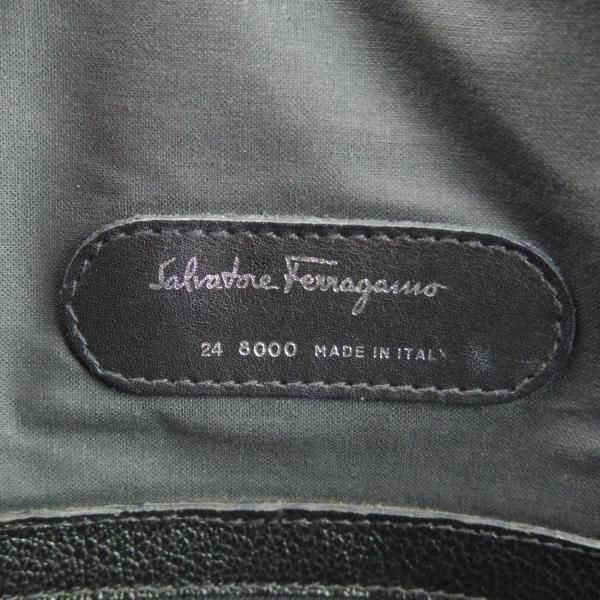 Salvatore Ferragamo
24 8000 MADE IN ITALY